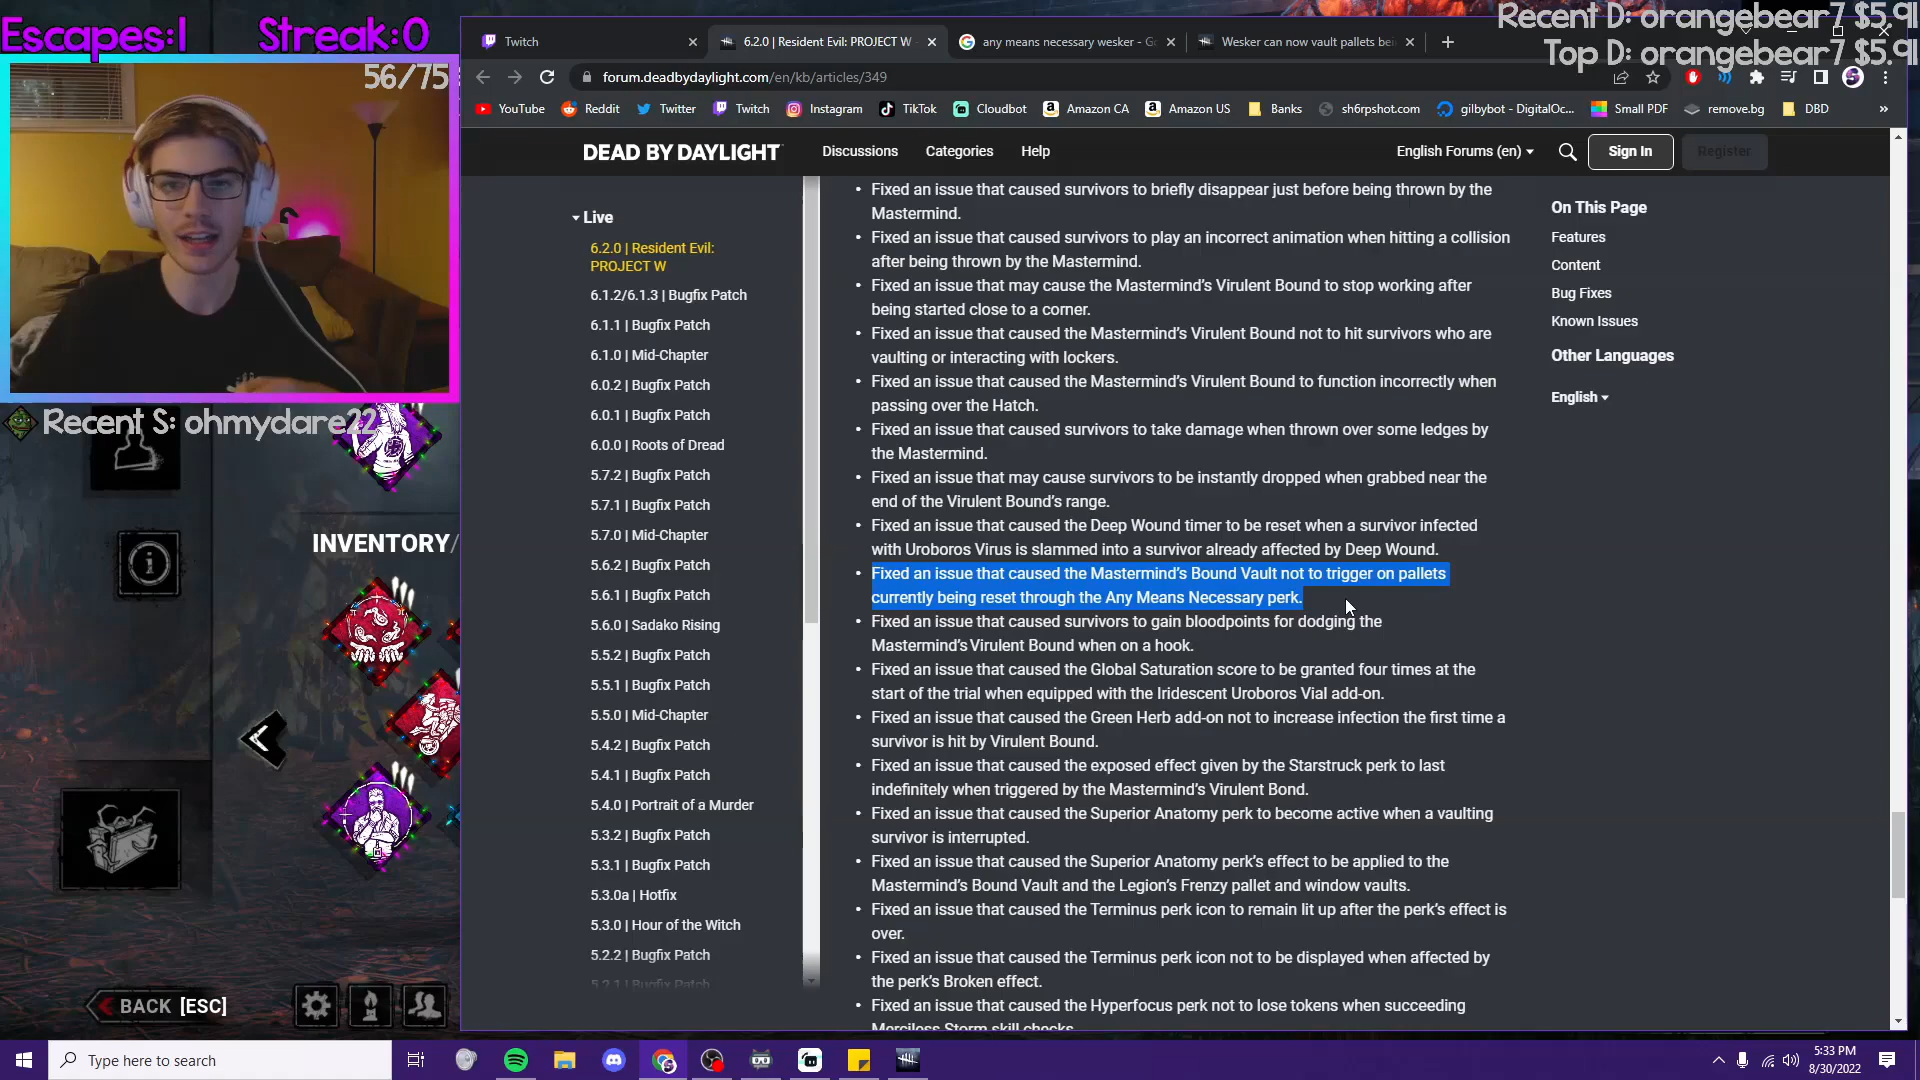 Escapes:1 Streak:0
56/75
Recent S: ohmydare22
Recent D: orangebear7 $5.91
Top D: orangebear7 $5.91
Twitch
6.2.0 | Resident Evil: PROJECT W
any means necessary wesker - G
Wesker can now vault pallets bei
forum.deadbydaylight.com/en/kb/articles/349
YouTube Reddit Twitter Twitch Instagram TikTok Cloudbot Amazon CA Amazon US Banks sh6rpshot.com gilbybot - DigitalOc... Small PDF remove.bg DBD »
DEAD BY DAYLIGHT Discussions Categories Help English Forums (en) Sign In Register
Live
6.2.0 | Resident Evil:
PROJECT W
6.1.2/6.1.3 | Bugfix Patch
6.1.1 | Bugfix Patch
6.1.0 | Mid-Chapter
6.0.2 | Bugfix Patch
6.0.1 | Bugfix Patch
6.0.0 | Roots of Dread
5.7.2 | Bugfix Patch
5.7.1 | Bugfix Patch
5.7.0 | Mid-Chapter
5.6.2 | Bugfix Patch
5.6.1 | Bugfix Patch
5.6.0 | Sadako Rising
5.5.2 | Bugfix Patch
5.5.1 | Bugfix Patch
5.5.0 | Mid-Chapter
5.4.2 | Bugfix Patch
5.4.1 | Bugfix Patch
5.4.0 | Portrait of a Murder
5.3.2 | Bugfix Patch
5.3.1 | Bugfix Patch
5.3.0a | Hotfix
5.3.0 | Hour of the Witch
5.2.2 | Bugfix Patch
5.2.1 | Bugfix Patch
• Fixed an issue that caused survivors to briefly disappear just before being thrown by the
Mastermind.
• Fixed an issue that caused survivors to play an incorrect animation when hitting a collision
after being thrown by the Mastermind.
• Fixed an issue that may cause the Mastermind's Virulent Bound to stop working after
being started close to a corner.
• Fixed an issue that caused the Mastermind's Virulent Bound not to hit survivors who are
vaulting or interacting with lockers.
• Fixed an issue that caused the Mastermind's Virulent Bound to function incorrectly when
passing over the Hatch.
• Fixed an issue that caused survivors to take damage when thrown over some ledges by
the Mastermind.
• Fixed an issue that may cause survivors to be instantly dropped when grabbed near the
end of the Virulent Bound's range.
• Fixed an issue that caused the Deep Wound timer to be reset when a survivor infected
with Uroboros Virus is slammed into a survivor already affected by Deep Wound.
• Fixed an issue that caused the Mastermind's Bound Vault not to trigger on pallets
currently being reset through the Any Means Necessary perk.
• Fixed an issue that caused survivors to gain bloodpoints for dodging the
Mastermind's Virulent Bound when on a hook.
• Fixed an issue that caused the Global Saturation score to be granted four times at the
start of the trial when equipped with the Iridescent Uroboros Vial add-on.
• Fixed an issue that caused the Green Herb add-on not to increase infection the first time a
survivor is hit by Virulent Bound.
• Fixed an issue that caused the exposed effect given by the Starstruck perk to last
indefinitely when triggered by the Mastermind's Virulent Bond.
• Fixed an issue that caused the Superior Anatomy perk to become active when a vaulting
survivor is interrupted.
• Fixed an issue that caused the Superior Anatomy perk's effect to be applied to the
Mastermind's Bound Vault and the Legion's Frenzy pallet and window vaults.
• Fixed an issue that caused the Terminus perk icon to remain lit up after the perk's effect is
over.
• Fixed an issue that caused the Terminus perk icon not to be displayed when affected by
the perk's Broken effect.
• Fixed an issue that caused the Hyperfocus perk not to lose tokens when succeeding
Merciless Storm skill checks.
On This Page
Features
Content
Bug Fixes
Known Issues
Other Languages
English
INVENTORY/
BACK [ESC]
Type here to search
5:33 PM
8/30/2022